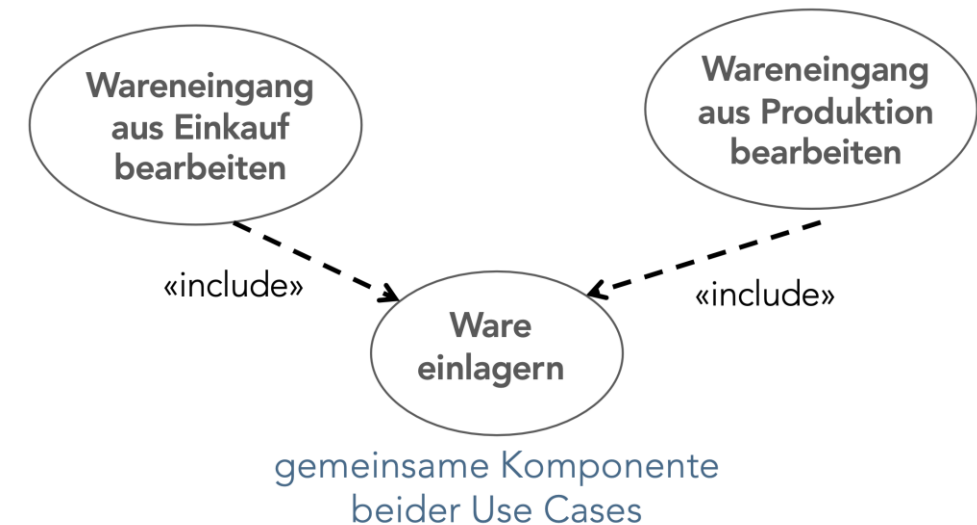 Wareneingang
aus Einkauf
bearbeiten
Wareneingang
aus Produktion
bearbeiten
«include»
«include»
Ware
einlagern
gemeinsame Komponente
beider Use Cases